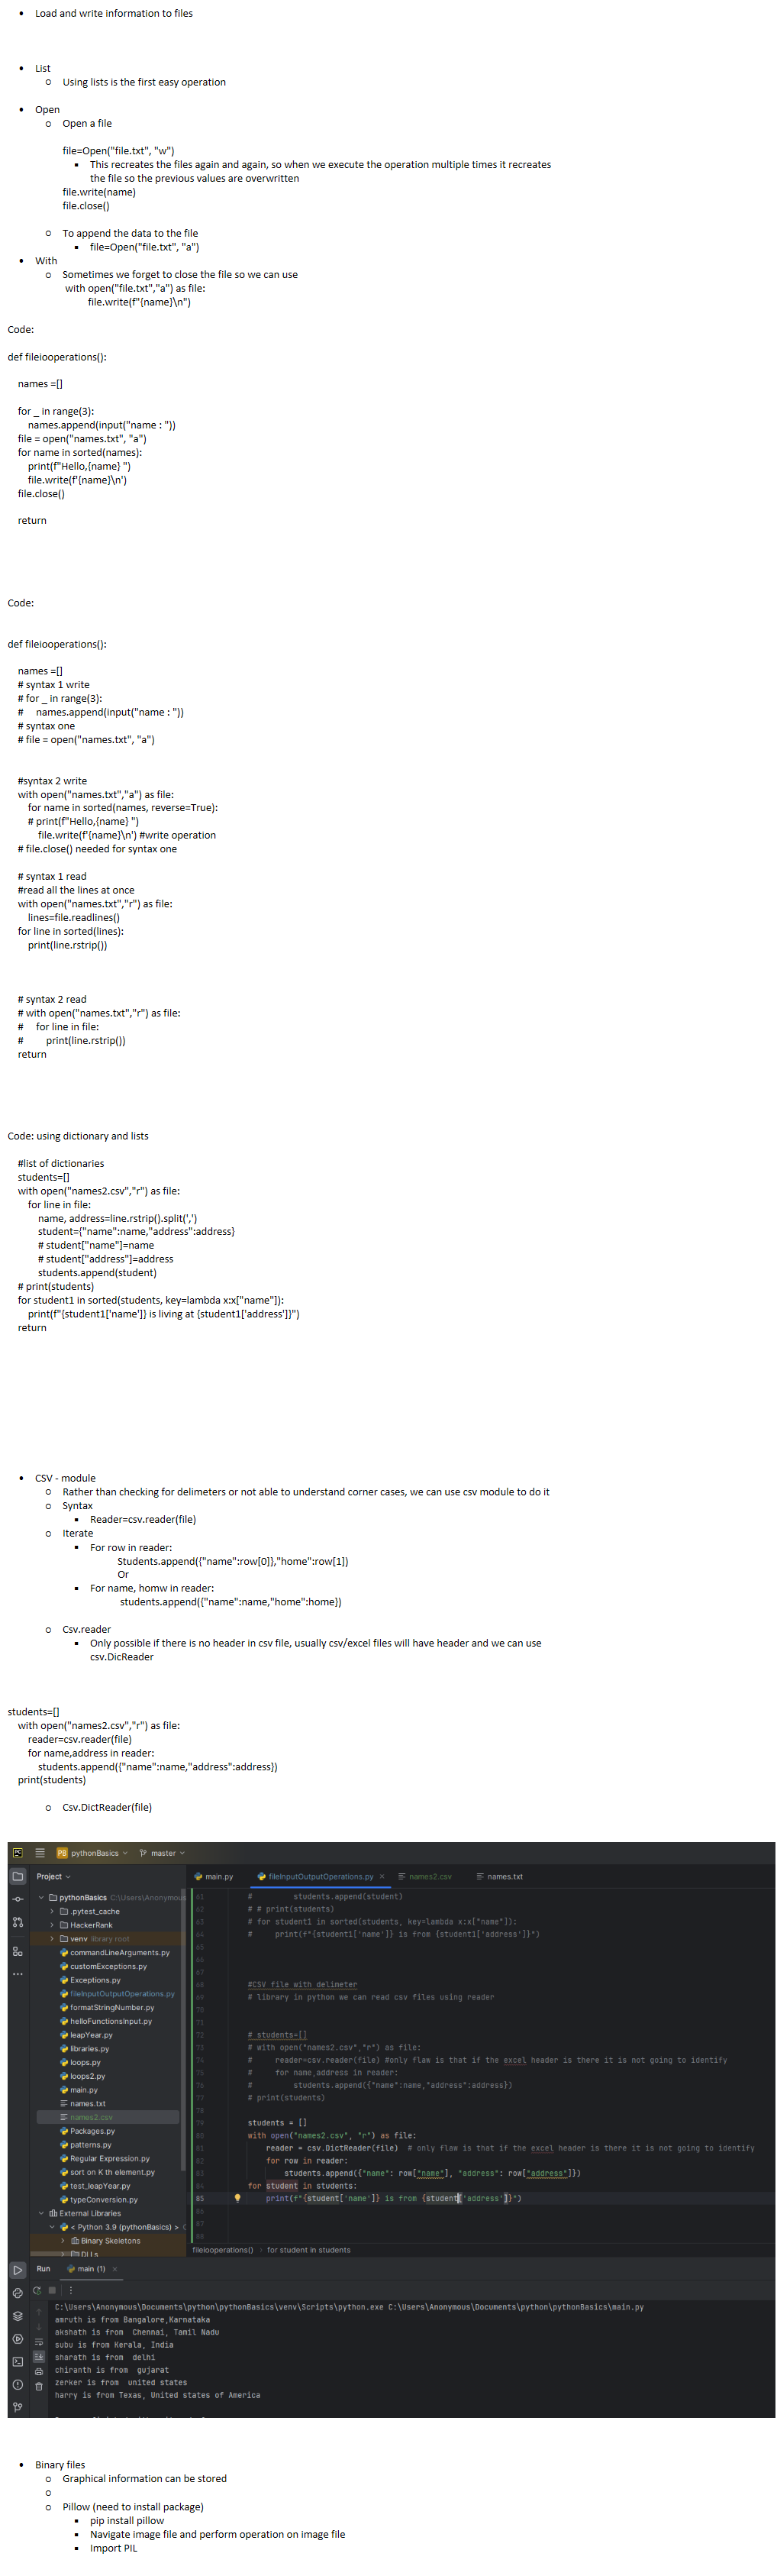 • Load and write information to files
• List
o Using lists is the first easy operation
• Open
o Open a file
file=Open("file.txt", "w")
▪ This recreates the files again and again, so when we execute the operation multiple times it recreates
the file so the previous values are overwritten
file.write(name)
file.close()
o To append the data to the file
▪ file=Open("file.txt", "a")
• With
o Sometimes we forget to close the file so we can use
with open("file.txt","a") as file:
file.write(f"{name}\n")
Code:
def fileiooperations():
names =[]
for _ in range(3):
names.append(input("name : "))
file = open("names.txt", "a")
for name in sorted(names):
print(f"Hello,{name} ")
file.write(f'{name}\n')
file.close()
return
Code:
def fileiooperations():
names =[]
# syntax 1 write
# for _ in range(3):
# names.append(input("name : "))
# syntax one
# file = open("names.txt", "a")
#syntax 2 write
with open("names.txt","a") as file:
for name in sorted(names, reverse=True):
# print(f"Hello,{name} ")
file.write(f'{name}\n') #write operation
# file.close() needed for syntax one
# syntax 1 read
#read all the lines at once
with open("names.txt","r") as file:
lines=file.readlines()
for line in sorted(lines):
print(line.rstrip())
# syntax 2 read
# with open("names.txt","r") as file:
# for line in file:
# print(line.rstrip())
return
Code: using dictionary and lists
#list of dictionaries
students=[]
with open("names2.csv","r") as file:
for line in file:
name, address=line.rstrip().split(',')
student={"name":name,"address":address}
# student["name"]=name
# student["address"]=address
students.append(student)
# print(students)
for student1 in sorted(students, key=lambda x:x["name"]):
print(f"{student1['name']} is living at {student1['address']}")
return
• CSV - module
o Rather than checking for delimeters or not able to understand corner cases, we can use csv module to do it
o Syntax
▪ Reader=csv.reader(file)
o Iterate
▪ For row in reader:
Students.append({"name":row[0]},"home":row[1])
Or
▪ For name, homw in reader:
students.append({"name":name,"home":home})
o Csv.reader
▪ Only possible if there is no header in csv file, usually csv/excel files will have header and we can use
csv.DicReader
students=[]
with open("names2.csv","r") as file:
reader=csv.reader(file)
for name,address in reader:
students.append({"name":name,"address":address})
print(students)
o Csv.DictReader(file)
PC PB pythonBasics master
Project
main.py fileInputOutputOperations.py names2.csv names.txt
pythonBasics C:\Users\Anonymous
.pytest_cache
HackerRank
venv library root
commandLineArguments.py
customExceptions.py
Exceptions.py
fileInputOutputOperations.py
formatStringNumber.py
helloFunctionsInput.py
leapYear.py
libraries.py
loops.py
loops2.py
main.py
names.txt
names2.csv
Packages.py
patterns.py
Regular Expression.py
sort on K th element.py
test_leapYear.py
typeConversion.py
External Libraries
< Python 3.9 (pythonBasics) >
Binary Skeletons
DLLs
61 # students.append(student)
62 # # print(students)
63 # for student1 in sorted(students, key=lambda x:x["name"]):
64 # print(f"{student1['name']} is from {student1['address']}")
65
66
67
68 #CSV file with delimeter
69 # library in python we can read csv files using reader
70
71
72 # students=[]
73 # with open("names2.csv","r") as file:
74 # reader=csv.reader(file) #only flaw is that if the excel header is there it is not going to identify
75 # for name,address in reader:
76 # students.append({"name":name,"address":address})
77 # print(students)
78
79 students = []
80 with open("names2.csv", "r") as file:
81 reader = csv.DictReader(file) # only flaw is that if the excel header is there it is not going to identify
82 for row in reader:
83 students.append({"name": row["name"], "address": row["address"]})
84 for student in students:
85 print(f"{student['name']} is from {student['address']}")
86
87
88
fileiooperations() › for student in students
Run main (1)
C:\Users\Anonymous\Documents\python\pythonBasics\venv\Scripts\python.exe C:\Users\Anonymous\Documents\python\pythonBasics\main.py
amruth is from Bangalore,Karnataka
akshath is from Chennai, Tamil Nadu
subu is from Kerala, India
sharath is from delhi
chiranth is from gujarat
zerker is from united states
harry is from Texas, United states of America
• Binary files
o Graphical information can be stored
o
o Pillow (need to install package)
▪ pip install pillow
▪ Navigate image file and perform operation on image file
▪ Import PIL